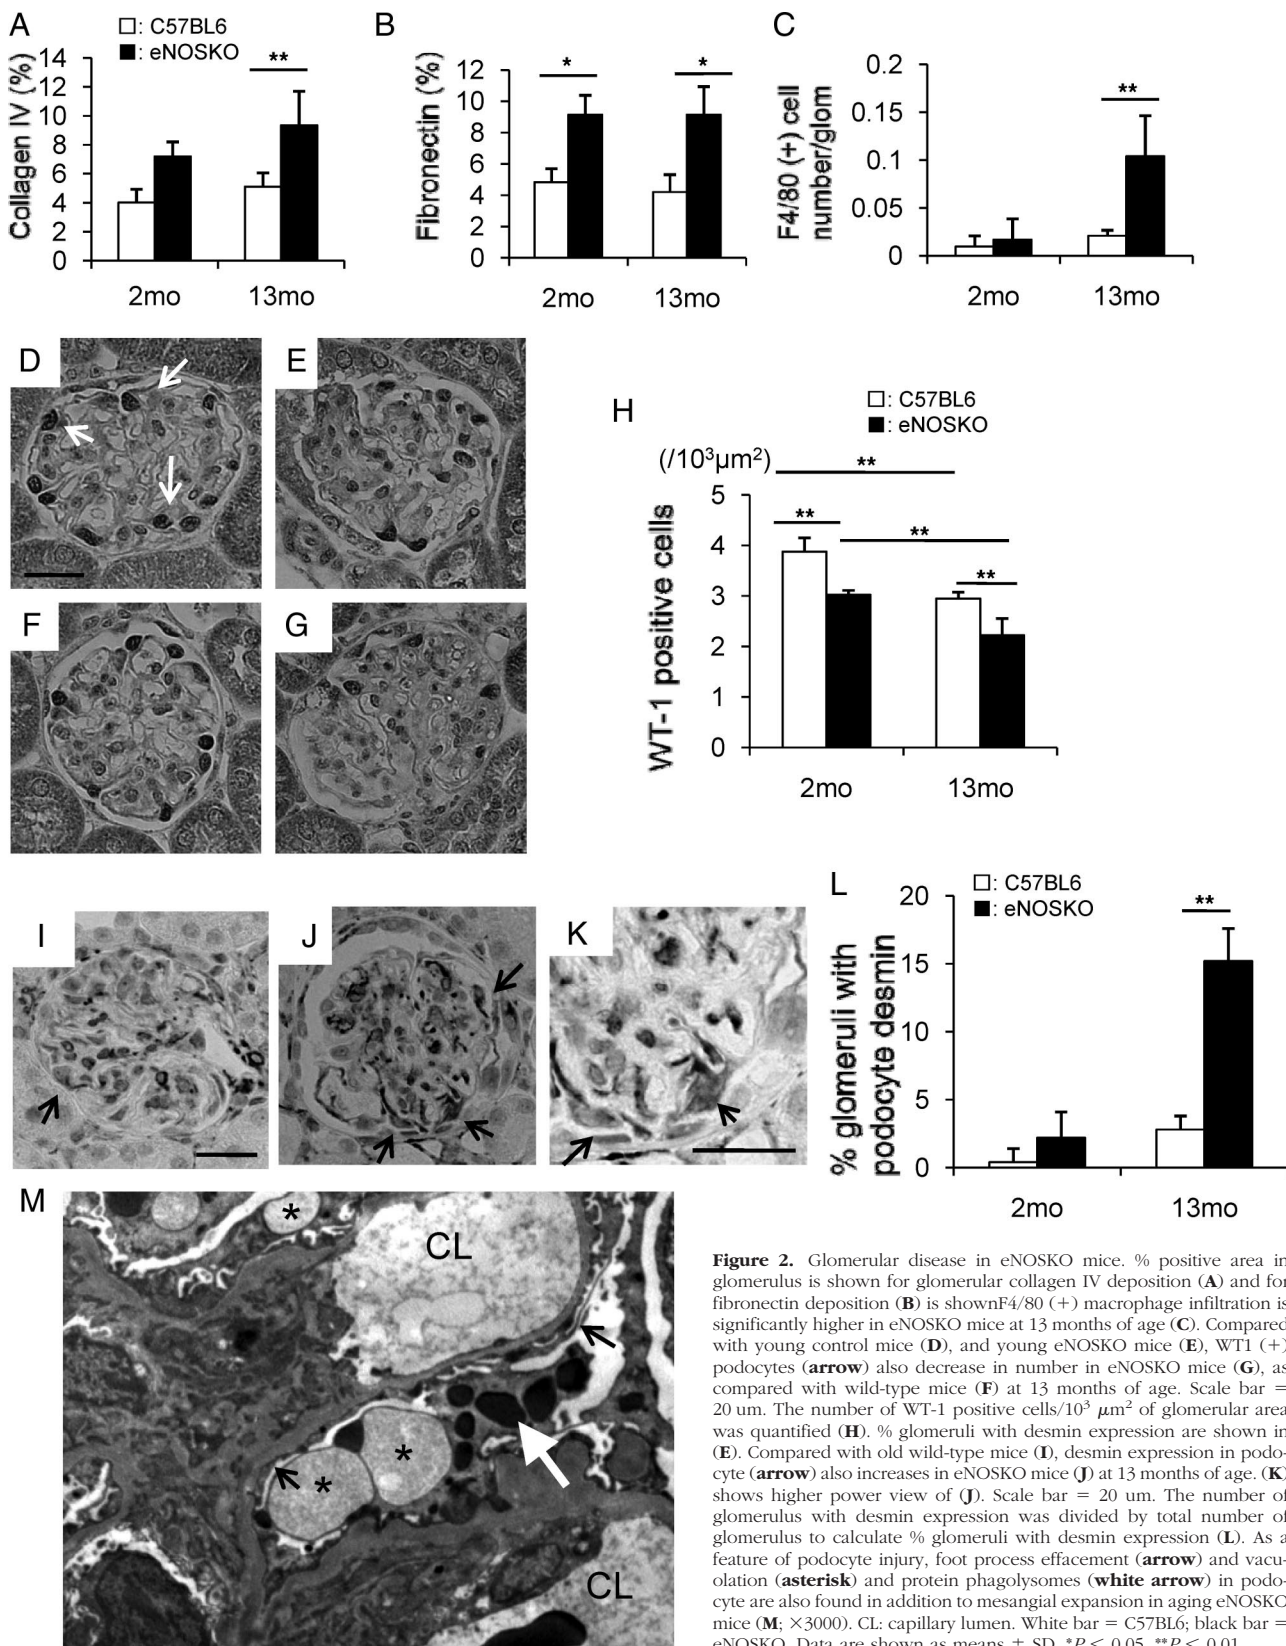 A
□: C57BL6
■: eNOSKO
Collagen IV (%)
14
12
10
8
6
4
2
0
**
2mo
13mo
B
Fibronectin (%)
12
10
8
6
4
2
0
*
*
2mo
13mo
C
F4/80 (+) cell
number/glom
0.2
0.15
0.1
0.05
0
**
2mo
13mo
D
E
F
G
H
□: C57BL6
■: eNOSKO
(/10³µm²)
WT-1 positive cells
5
4
3
2
1
0
**
**
**
**
2mo
13mo
I
J
K
L
□: C57BL6
■: eNOSKO
% glomeruli with
podocyte desmin
20
15
10
5
0
**
2mo
13mo
M
*
CL
*
*
CL
Figure 2. Glomerular disease in eNOSKO mice. % positive area in
glomerulus is shown for glomerular collagen IV deposition (A) and for
fibronectin deposition (B) is shownF4/80 (+) macrophage infiltration is
significantly higher in eNOSKO mice at 13 months of age (C). Compared
with young control mice (D), and young eNOSKO mice (E), WT1 (+)
podocytes (arrow) also decrease in number in eNOSKO mice (G), as
compared with wild-type mice (F) at 13 months of age. Scale bar =
20 um. The number of WT-1 positive cells/10³ µm² of glomerular area
was quantified (H). % glomeruli with desmin expression are shown in
(E). Compared with old wild-type mice (I), desmin expression in podo-
cyte (arrow) also increases in eNOSKO mice (J) at 13 months of age. (K)
shows higher power view of (J). Scale bar = 20 um. The number of
glomerulus with desmin expression was divided by total number of
glomerulus to calculate % glomeruli with desmin expression (L). As a
feature of podocyte injury, foot process effacement (arrow) and vacu-
olation (asterisk) and protein phagolysomes (white arrow) in podo-
cyte are also found in addition to mesangial expansion in aging eNOSKO
mice (M; ×3000). CL: capillary lumen. White bar = C57BL6; black bar =
eNOSKO. Data are shown as means ± SD. *P < 0.05, **P < 0.01.